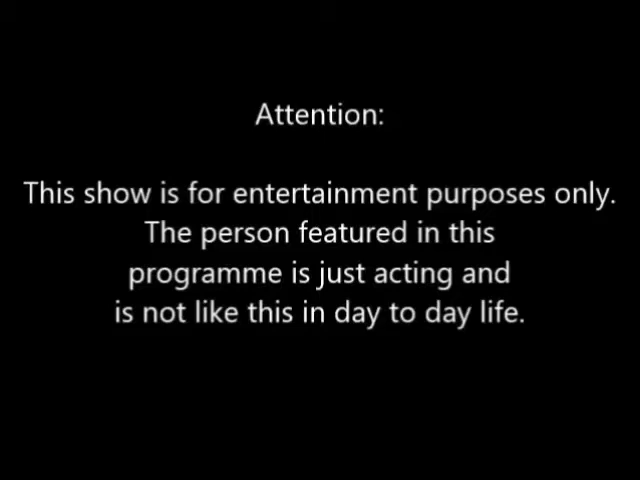 Attention:
This show is for entertainment purposes only.
The person featured in this
programme is just acting and
is not like this in day to day life.